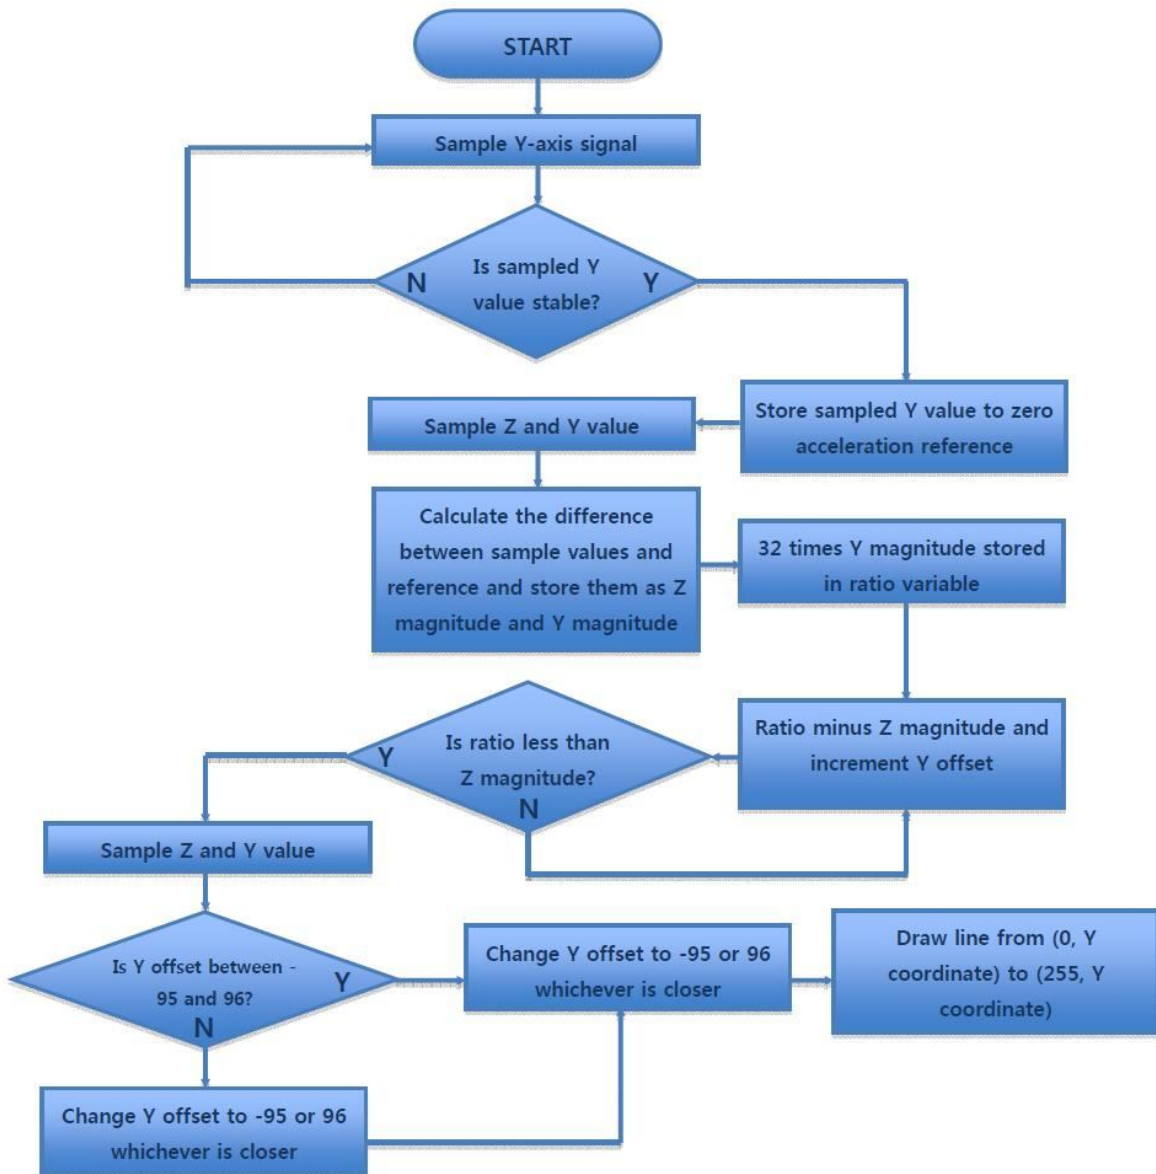 START
Sample Y-axis signal
Is sampled Y
value stable?
N
Y
Store sampled Y value to zero
acceleration reference
Sample Z and Y value
Calculate the difference
between sample values and
reference and store them as Z
magnitude and Y magnitude
32 times Y magnitude stored
in ratio variable
Ratio minus Z magnitude and
increment Y offset
Is ratio less than
Z magnitude?
Y
N
Sample Z and Y value
Is Y offset between -
95 and 96?
Y
N
Change Y offset to -95 or 96
whichever is closer
Draw line from (0, Y
coordinate) to (255, Y
coordinate)
Change Y offset to -95 or 96
whichever is closer